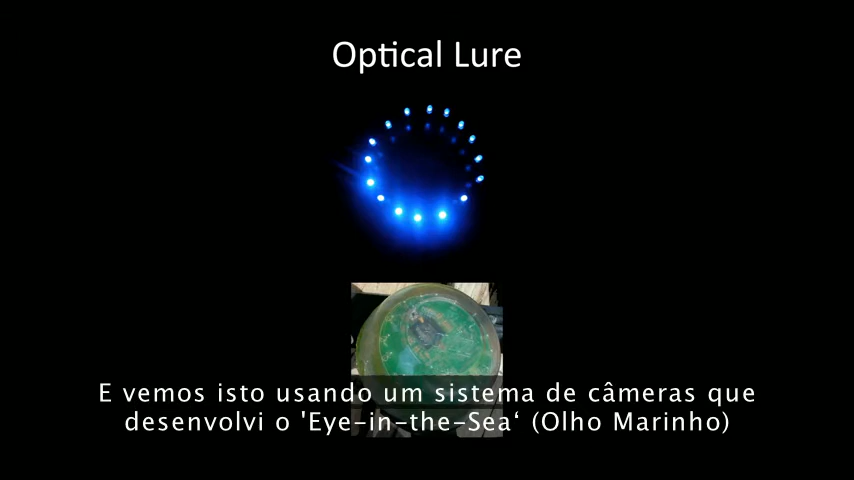 Optical Lure
E vemos isto usando um sistema de câmeras que
desenvolvi o 'Eye-in-the-Sea‘ (Olho Marinho)